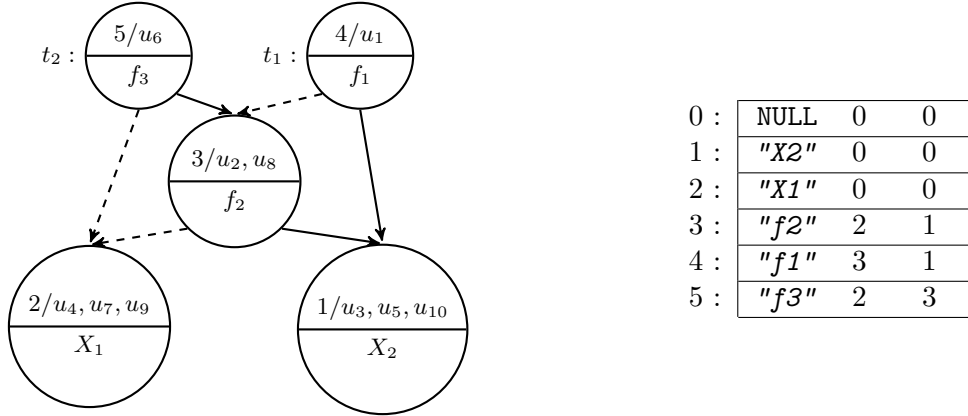 t₂ : 5/u₆ t₁ : 4/u₁
f₃ f₁
3/u₂, u₈
f₂
2/u₄, u₇, u₉ 1/u₃, u₅, u₁₀
X₁ X₂
0 : NULL 0 0
1 : "X2" 0 0
2 : "X1" 0 0
3 : "f2" 2 1
4 : "f1" 3 1
5 : "f3" 2 3